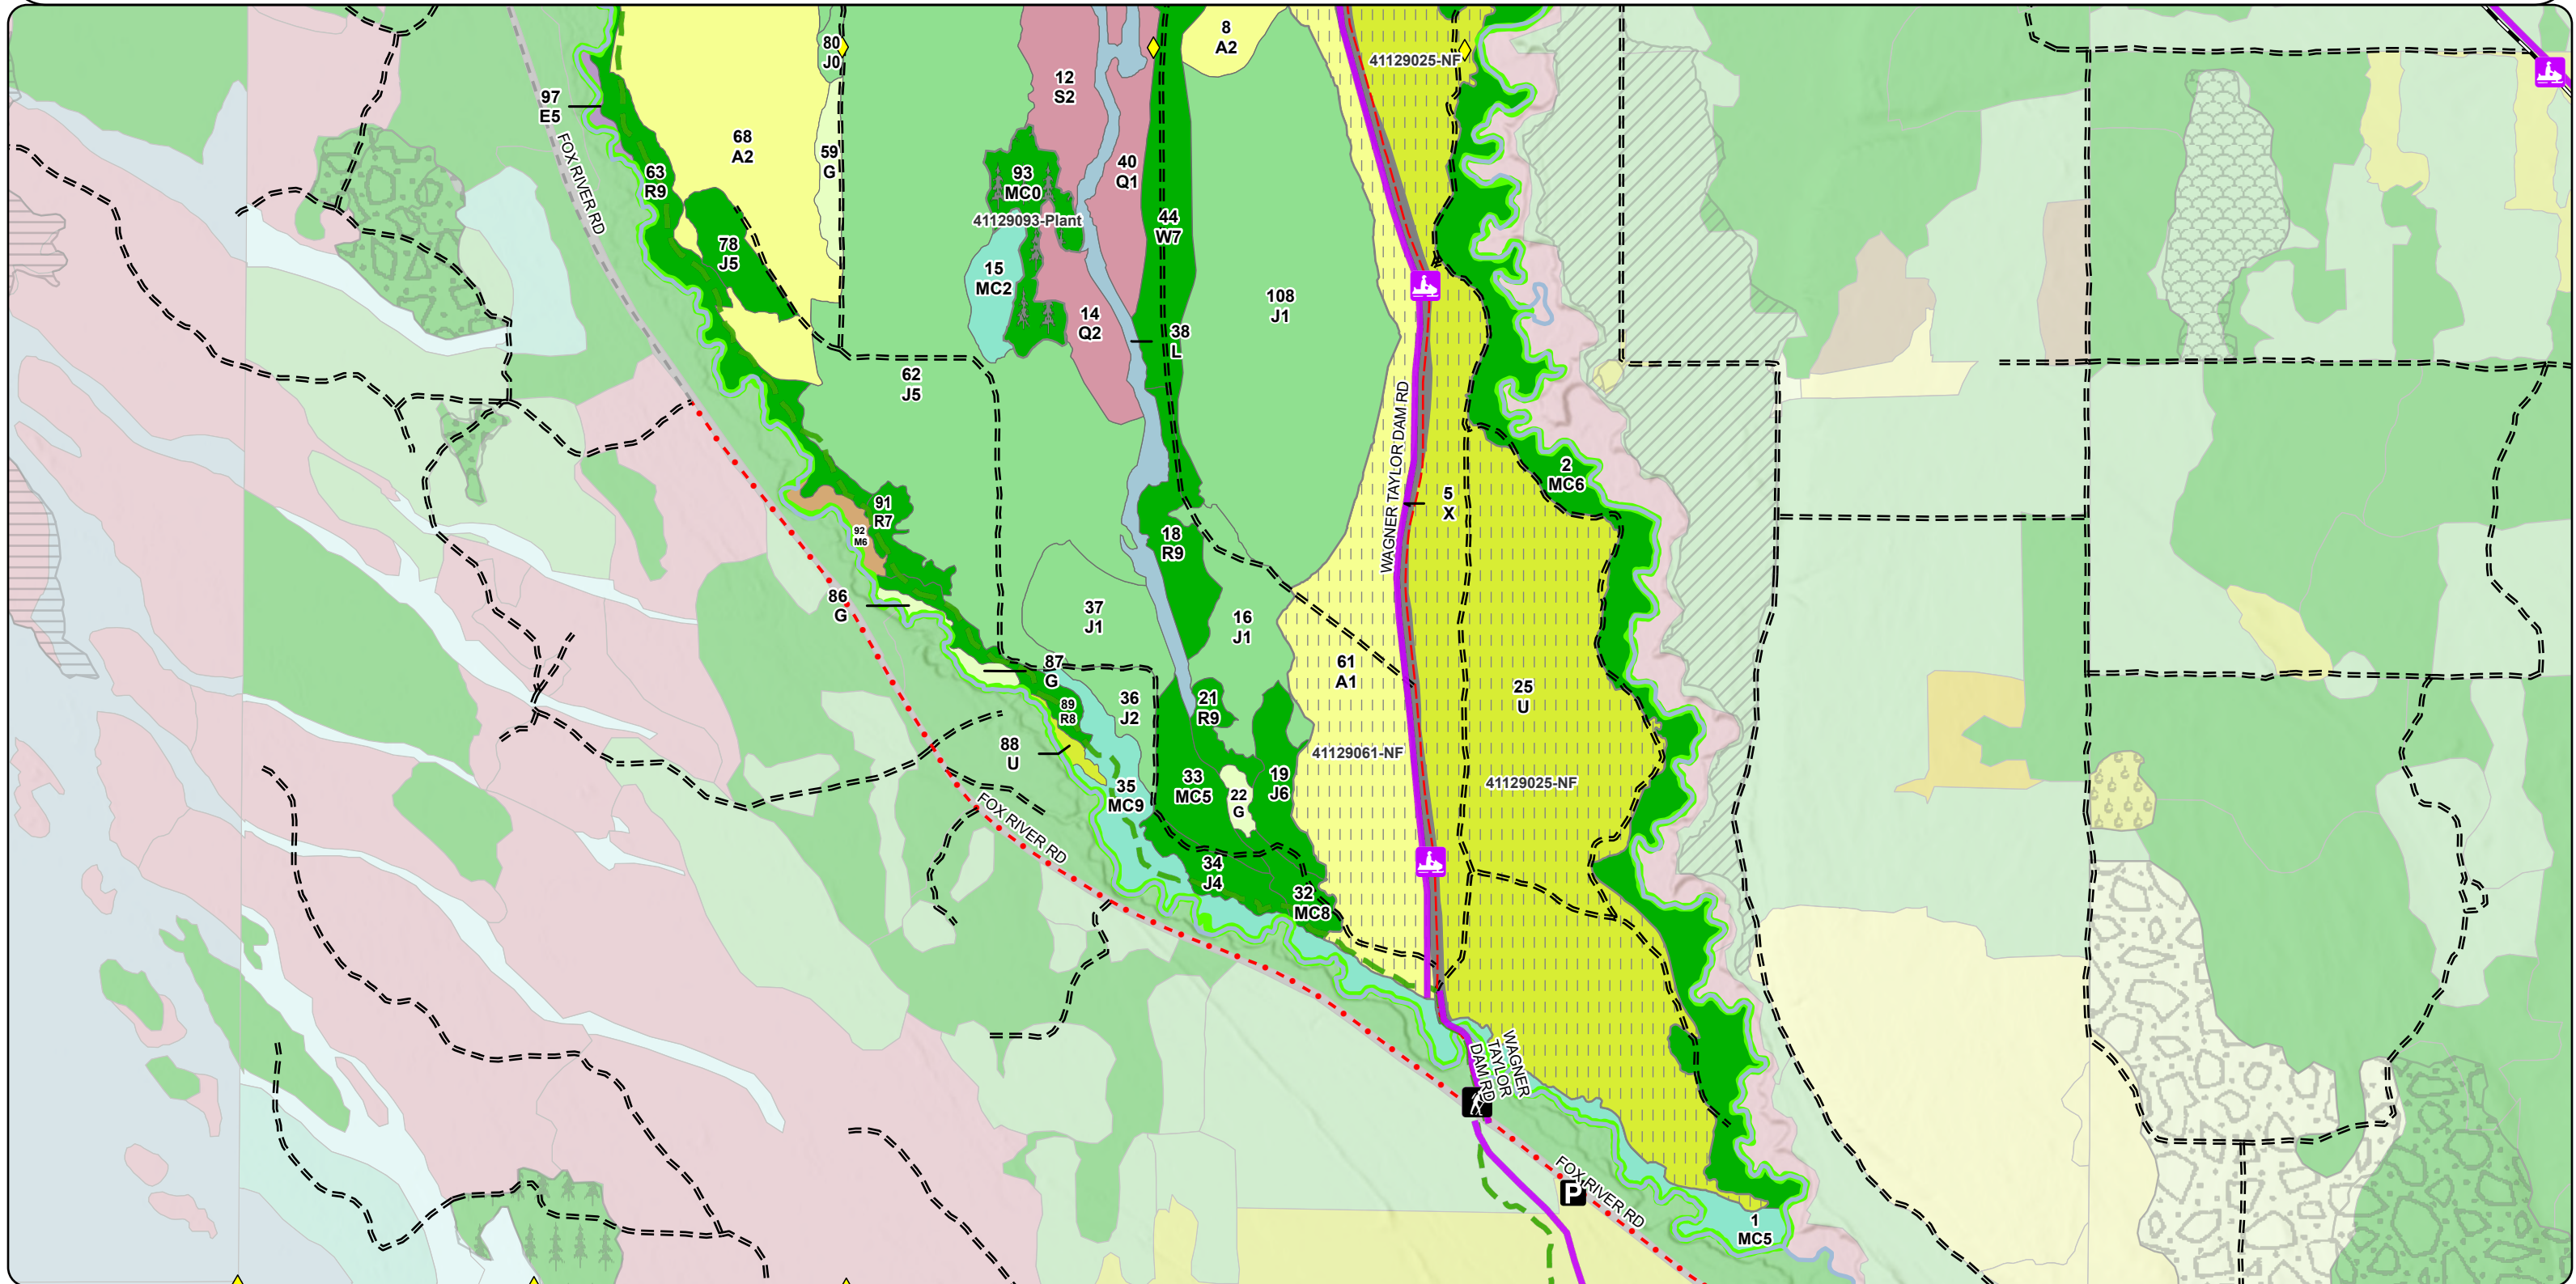 80
J0
8
A2
41129025-NF
12
S2
97
E5
68
A2
59
G
FOX RIVER RD
63
R9
93
MC0
40
Q1
41129093-Plant
44
W7
78
J5
15
MC2
14
Q2
108
J1
38
L
62
J5
WAGNER TAYLOR DAM RD
2
MC6
5
X
91
R7
92
M6
18
R9
86
G
37
J1
16
J1
87
G
61
A1
25
U
36
J2
21
R9
89
R8
88
U
41129061-NF
41129025-NF
35
MC9
33
MC5
22
G
19
J6
FOX RIVER RD
34
J4
32
MC8
WAGNER
TAYLOR
DAM RD
FOX RIVER RD
P
1
MC5